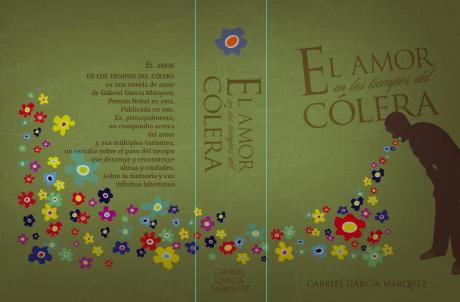 EL AMOR
EN LOS TIEMPOS DEL CÓLERA
es una novela de amor
de Gabriel García Márquez,
Premio Nobel en 1982,
Publicada en 1985.
Es, principalmente,
un compendio acerca
del amor
y sus múltiples variantes,
un estudio sobre el paso del tiempo
que destruye y reconstruye
almas y ciudades,
sobre la memoria y sus
infinitos laberintos.
EL AMOR
en los tiempos del
CÓLERA
GABRIEL
GARCÍA
MÁRQUEZ
EL AMOR
en los tiempos del
CÓLERA
GABRIEL GARCÍA MÁRQUEZ